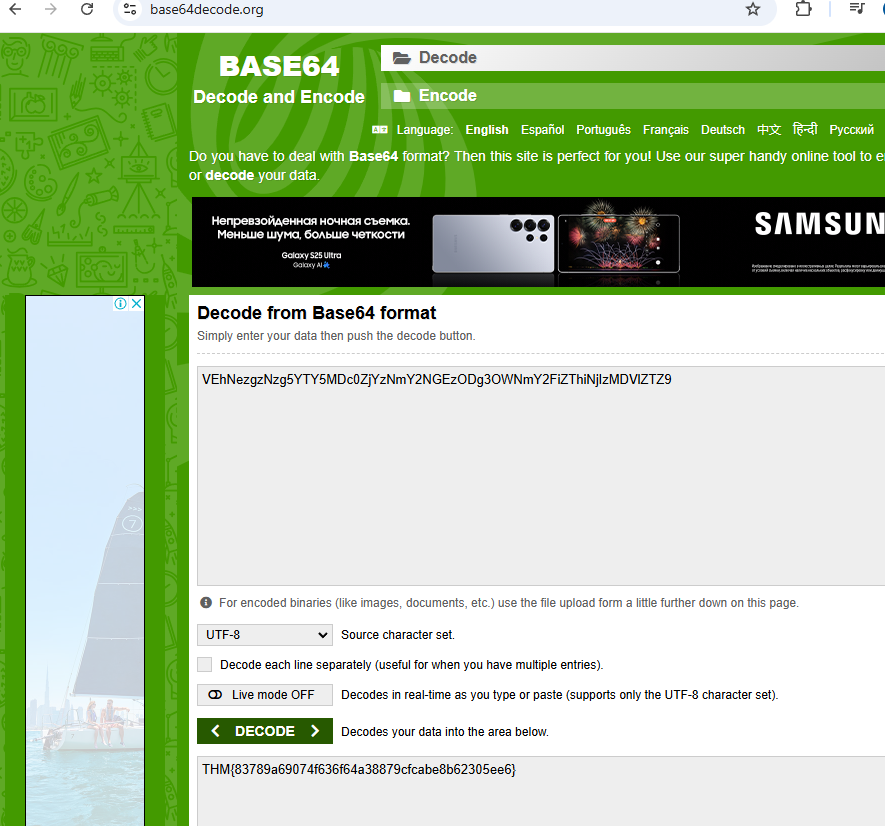 base64decode.org
BASE64
Decode and Encode
Decode
Encode
Language: English Español Português Français Deutsch 中文 हिन्दी Русский
Do you have to deal with Base64 format? Then this site is perfect for you! Use our super handy online tool to e
or decode your data.
Непревзойденная ночная съемка.
Меньше шума, больше четкости
Galaxy S25 Ultra
Galaxy AI
SAMSUN
Decode from Base64 format
Simply enter your data then push the decode button.
VEhNezgzNzg5YTY5MDc0ZjYzNmY2NGEzODg3OWNmY2FiZThiNjIzMDVlZTZ9
For encoded binaries (like images, documents, etc.) use the file upload form a little further down on this page.
UTF-8 Source character set.
Decode each line separately (useful for when you have multiple entries).
Live mode OFF Decodes in real-time as you type or paste (supports only the UTF-8 character set).
DECODE Decodes your data into the area below.
THM{83789a69074f636f64a38879cfcabe8b62305ee6}
7